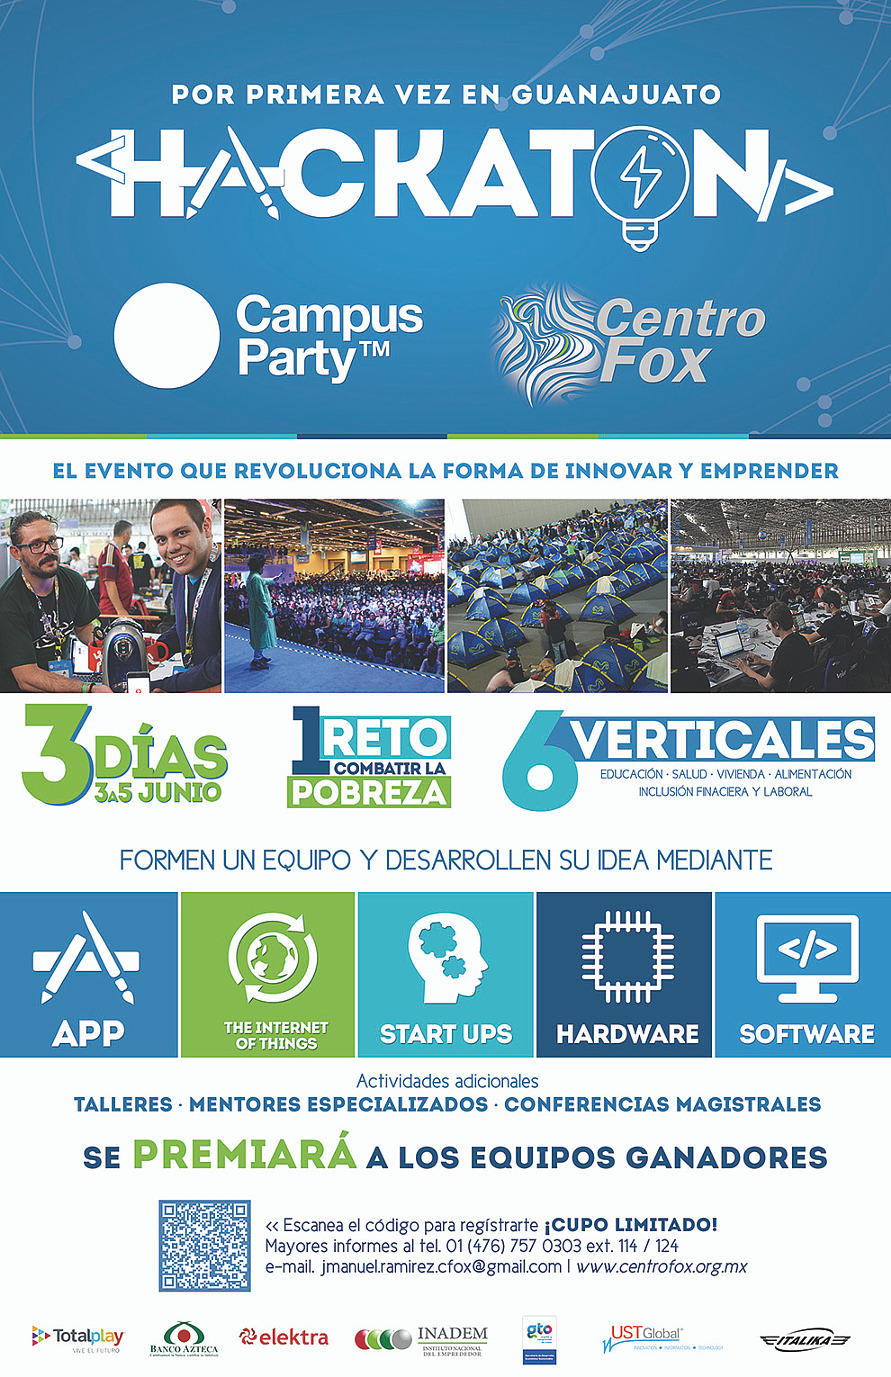 POR PRIMERA VEZ EN GUANAJUATO
<HACKATON/>
Campus
Party™
Centro
Fox
EL EVENTO QUE REVOLUCIONA LA FORMA DE INNOVAR Y EMPRENDER
3 DÍAS
3A5 JUNIO
1 RETO
COMBATIR LA
POBREZA
6 VERTICALES
EDUCACIÓN · SALUD · VIVIENDA · ALIMENTACIÓN
INCLUSIÓN FINACIERA Y LABORAL
FORMEN UN EQUIPO Y DESARROLLEN SU IDEA MEDIANTE
APP
THE INTERNET
OF THINGS
START UPS
HARDWARE
SOFTWARE
Actividades adicionales
TALLERES · MENTORES ESPECIALIZADOS · CONFERENCIAS MAGISTRALES
SE PREMIARÁ A LOS EQUIPOS GANADORES
<< Escanea el código para regístrarte ¡CUPO LIMITADO!
Mayores informes al tel. 01 (476) 757 0303 ext. 114 / 124
e-mail. jmanuel.ramirez.cfox@gmail.com | www.centrofox.org.mx
Totalplay
VIVE EL FUTURO
BANCO AZTECA
elektra
INADEM
INSTITUTO NACIONAL
DEL EMPRENDEDOR
gto
USTGlobal®
INNOVATION • INFORMATION • TECHNOLOGY
ITALIKA